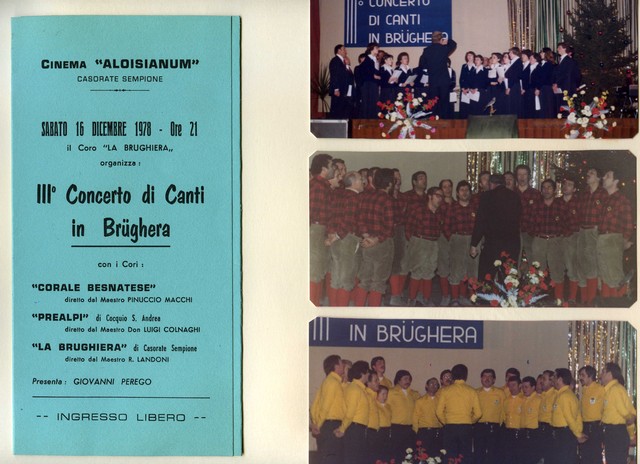 CINEMA "ALOISIANUM"
CASORATE SEMPIONE
SABATO 16 DICEMBRE 1978 - Ore 21
il Coro "LA BRUGHIERA„
organizza :
III° Concerto di Canti
in Brüghera
con i Cori :
"CORALE BESNATESE"
diretto dal Maestro PINUCCIO MACCHI
"PREALPI" di Cocquio S. Andrea
diretto dal Maestro Don LUIGI COLNAGHI
"LA BRUGHIERA" di Casorate Sempione
diretto dal Maestro R. LANDONI
Presenta : GIOVANNI PEREGO
-- INGRESSO LIBERO --
III° CONCERTO
DI CANTI
IN BRÜGHERA
III IN BRÜGHERA